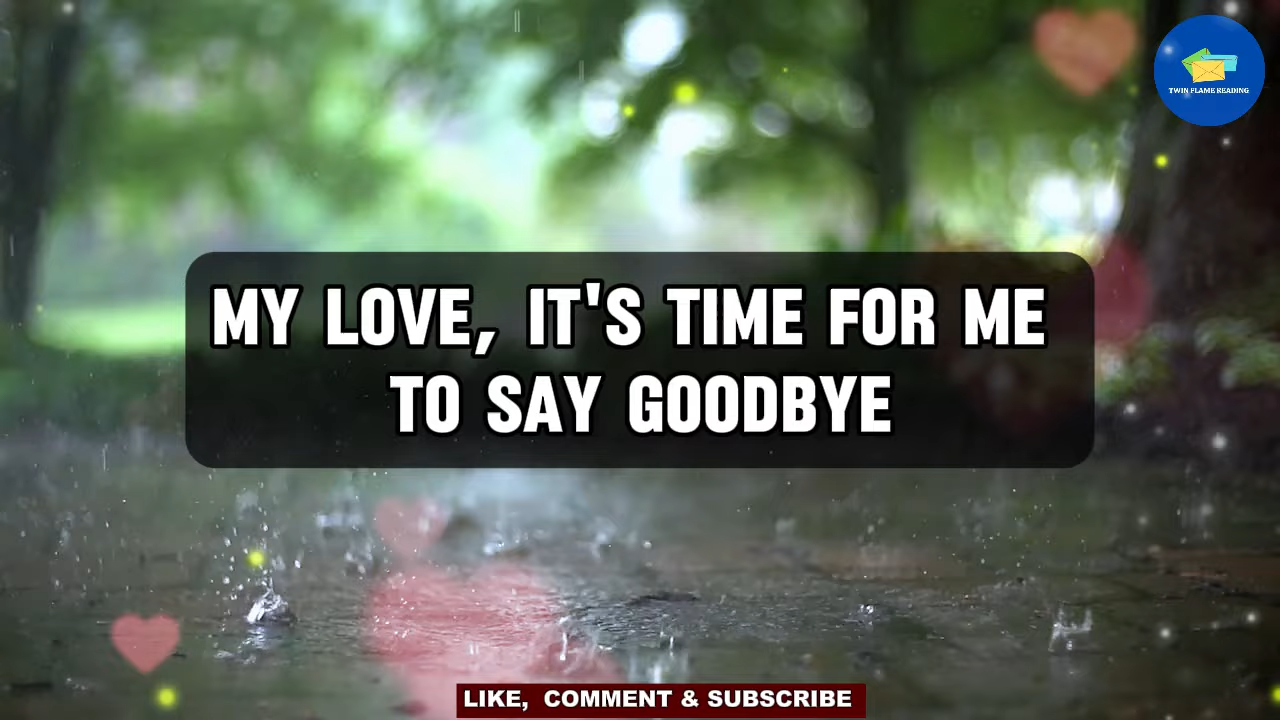 TWIN FLAME READING
MY LOVE, IT'S TIME FOR ME
TO SAY GOODBYE
LIKE, COMMENT & SUBSCRIBE